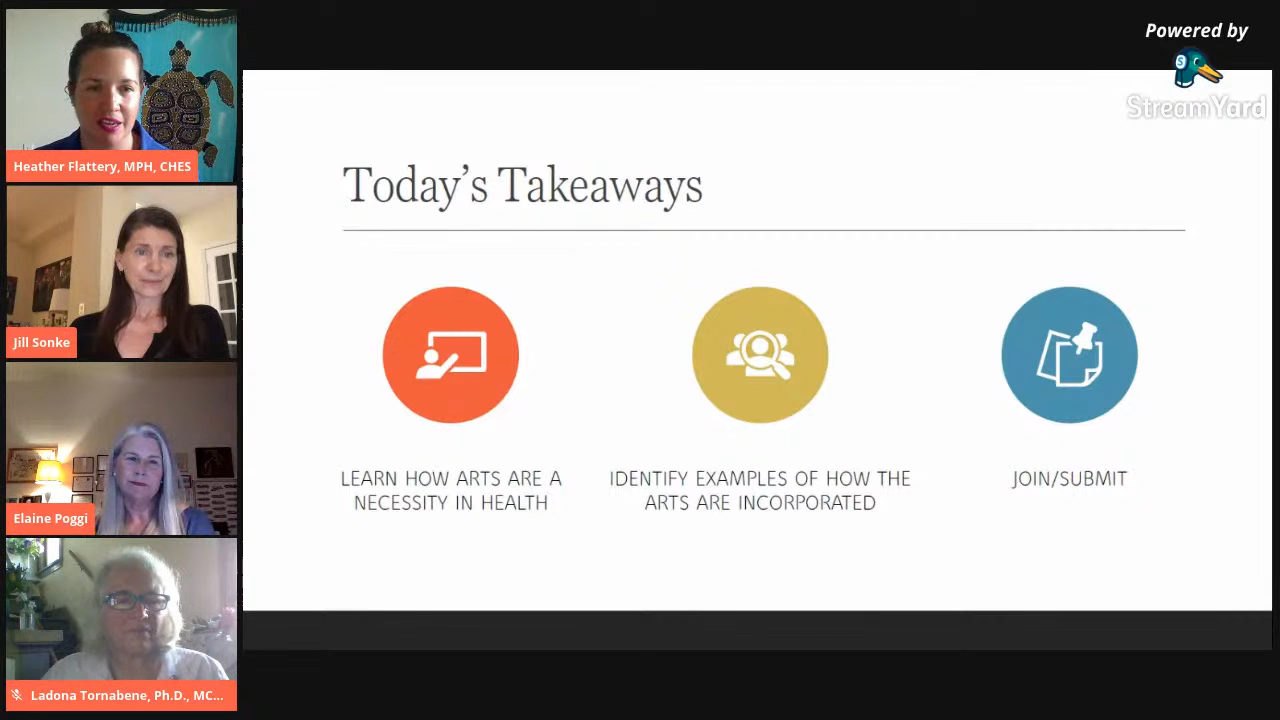 Powered by
StreamYard
Heather Flattery, MPH, CHES
Jill Sonke
Elaine Poggi
Ladona Tornabene, Ph.D., MC...
Today's Takeaways
LEARN HOW ARTS ARE A
NECESSITY IN HEALTH
IDENTIFY EXAMPLES OF HOW THE
ARTS ARE INCORPORATED
JOIN/SUBMIT